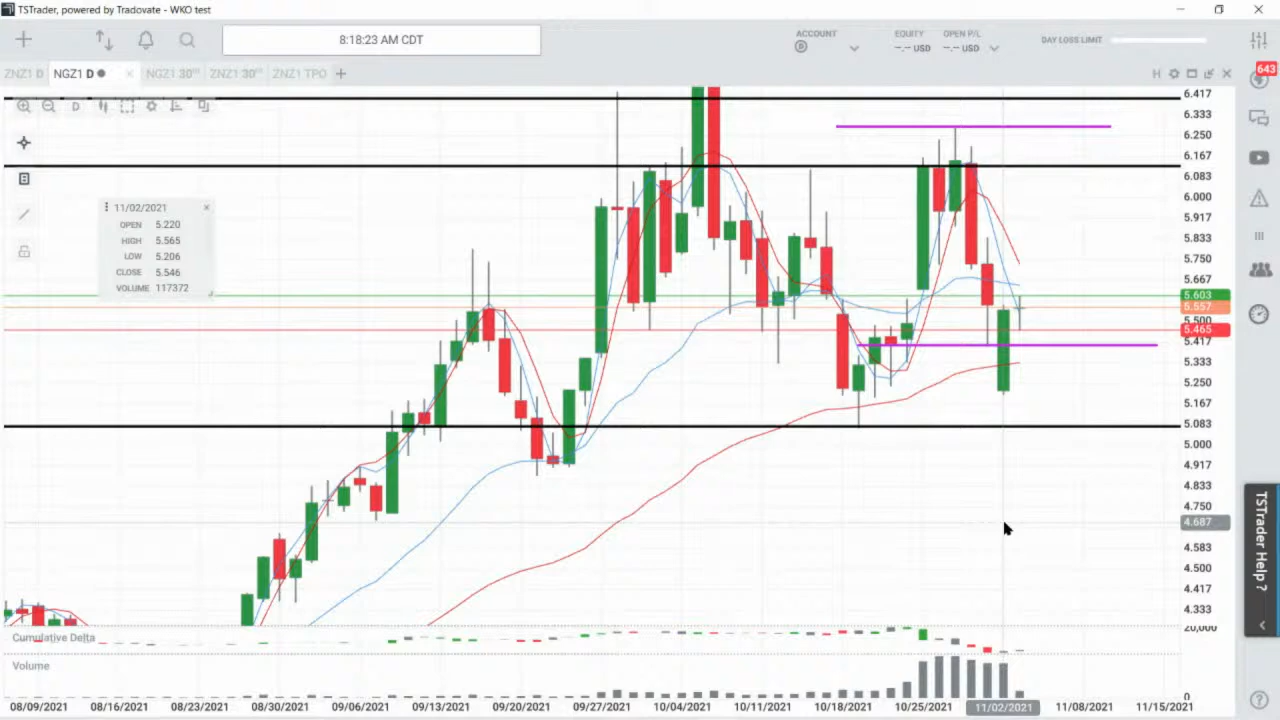 TSTrader, powered by Tradovate - WKO test
8:18:23 AM CDT
ACCOUNT
EQUITY
-.-- USD
OPEN P/L
-.-- USD
DAY LOSS LIMIT
643
ZNZ1 D
NGZ1 D
NGZ1 30m
ZNZ1 30m
ZNZ1 TPO
H
D
11/02/2021
OPEN 5.220
HIGH 5.565
LOW 5.206
CLOSE 5.546
VOLUME 117372
6.417
6.333
6.250
6.167
6.083
6.000
5.917
5.833
5.750
5.667
5.603
5.557
5.500
5.465
5.417
5.333
5.250
5.167
5.083
5.000
4.917
4.833
4.750
4.687
4.583
4.500
4.417
4.333
20,000
Cumulative Delta
Volume
0
08/09/2021 08/16/2021 08/23/2021 08/30/2021 09/06/2021 09/13/2021 09/20/2021 09/27/2021 10/04/2021 10/11/2021 10/18/2021 10/25/2021 11/02/2021 11/08/2021 11/15/2021
TSTrader Help ?